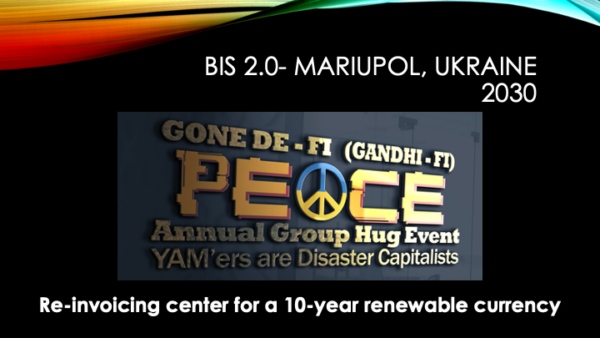 BIS 2.0- MARIUPOL, UKRAINE
2030
GONE DE - FI (GANDHI - FI)
PEACE
Annual Group Hug Event
YAM'ers are Disaster Capitalists
Re-invoicing center for a 10-year renewable currency